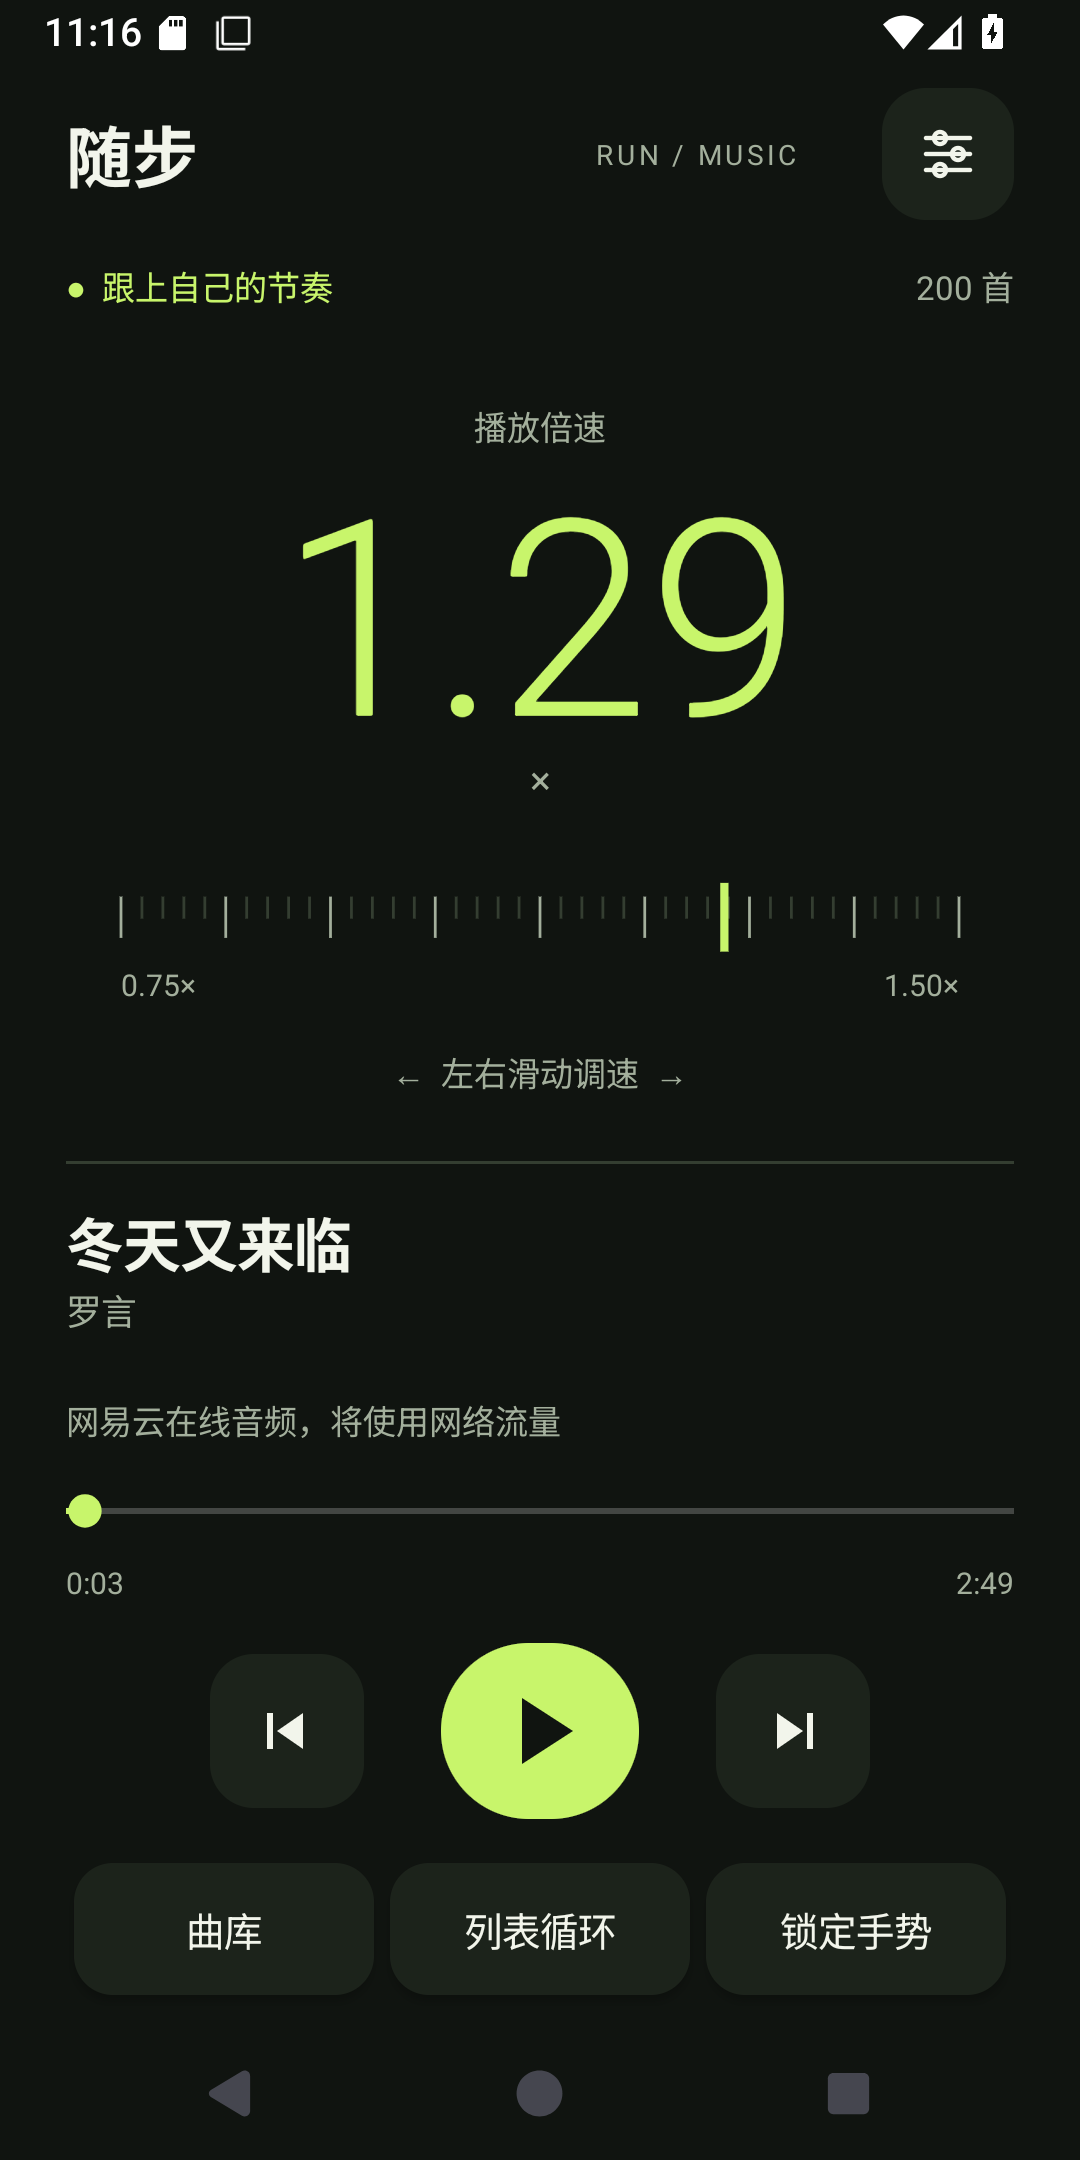 11:16
随步
RUN / MUSIC
● 跟上自己的节奏
200 首
播放倍速
1.29
×
0.75×
1.50×
← 左右滑动调速 →
冬天又来临
罗言
网易云在线音频，将使用网络流量
0:03
2:49
曲库
列表循环
锁定手势